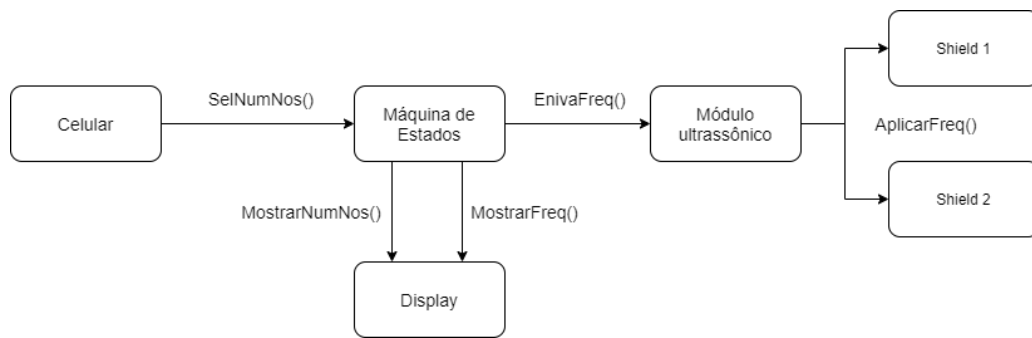 Shield 1
SelNumNos()
EnivaFreq()
Celular
Máquina de
Estados
Módulo
ultrassônico
AplicarFreq()
Shield 2
MostrarNumNos()
MostrarFreq()
Display